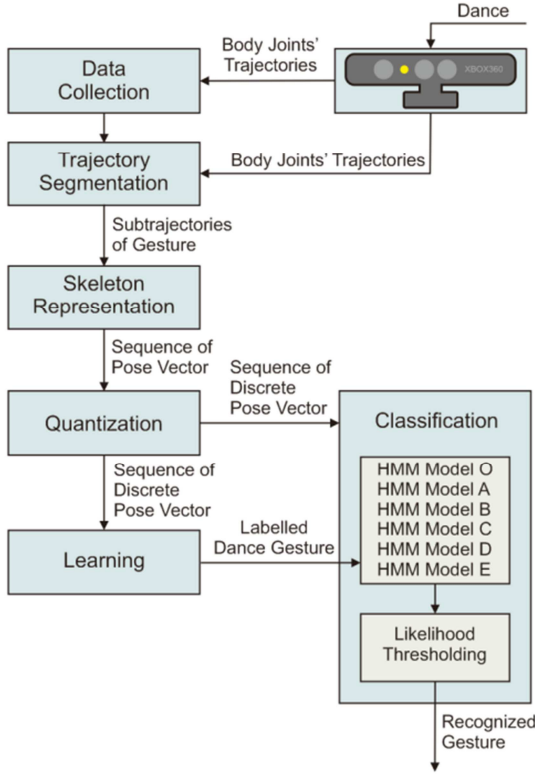 Dance
Body Joints'
Trajectories
XBOX360
Data
Collection
Trajectory
Segmentation
Body Joints' Trajectories
Subtrajectories
of Gesture
Skeleton
Representation
Sequence of
Pose Vector
Sequence of
Discrete
Pose Vector
Quantization
Classification
Sequence of
Discrete
Pose Vector
HMM Model O
HMM Model A
HMM Model B
HMM Model C
HMM Model D
HMM Model E
Learning
Labelled
Dance Gesture
Likelihood
Thresholding
Recognized
Gesture